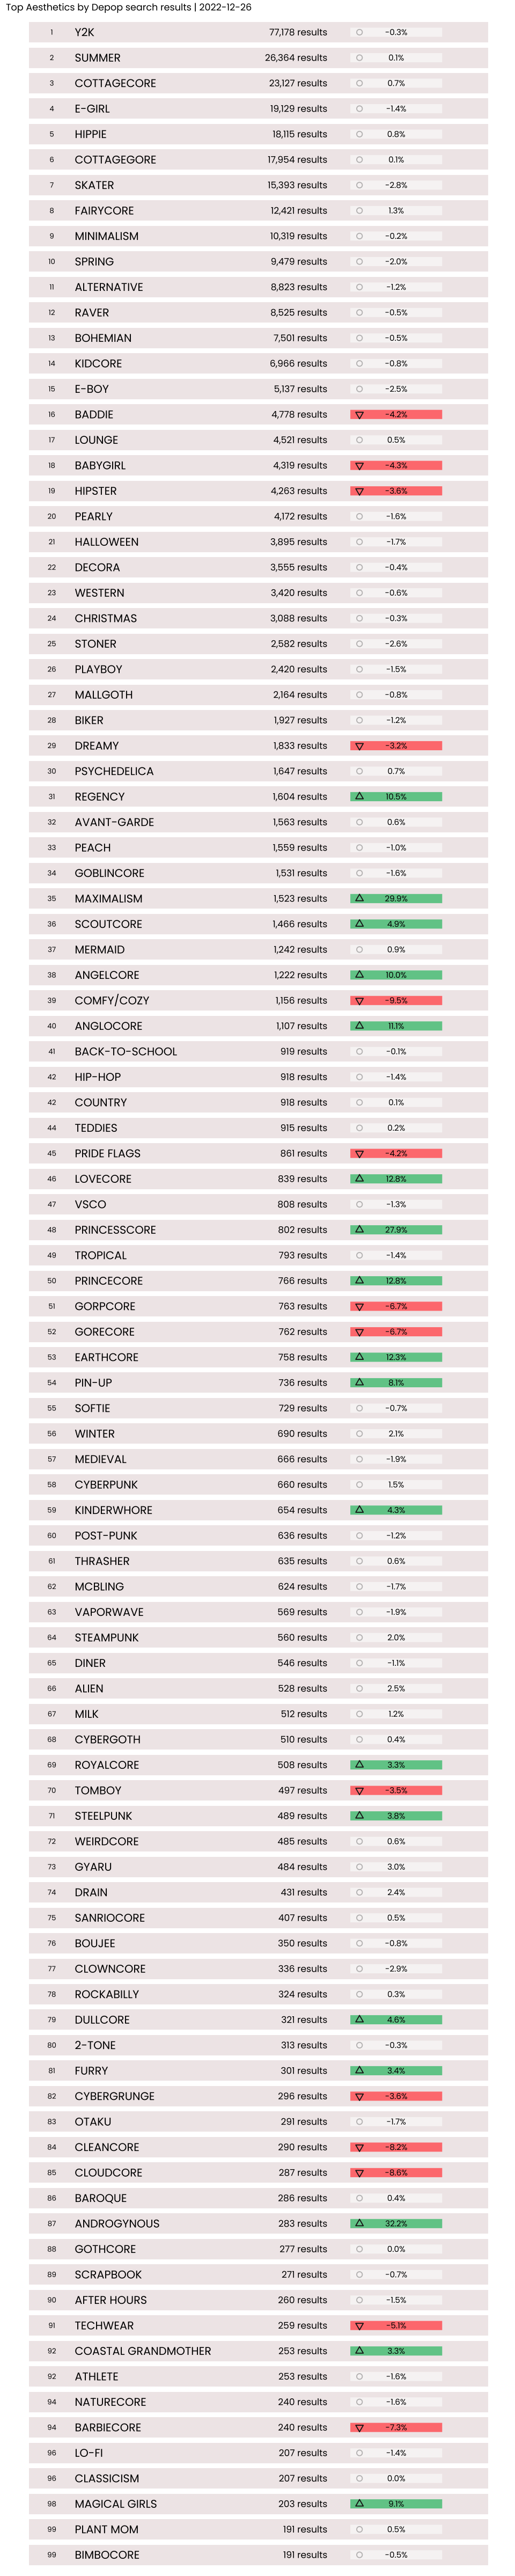 Top Aesthetics by Depop search results | 2022-12-26
1 Y2K 77,178 results -0.3%
2 SUMMER 26,364 results 0.1%
3 COTTAGECORE 23,127 results 0.7%
4 E-GIRL 19,129 results -1.4%
5 HIPPIE 18,115 results 0.8%
6 COTTAGEGORE 17,954 results 0.1%
7 SKATER 15,393 results -2.8%
8 FAIRYCORE 12,421 results 1.3%
9 MINIMALISM 10,319 results -0.2%
10 SPRING 9,479 results -2.0%
11 ALTERNATIVE 8,823 results -1.2%
12 RAVER 8,525 results -0.5%
13 BOHEMIAN 7,501 results -0.5%
14 KIDCORE 6,966 results -0.8%
15 E-BOY 5,137 results -2.5%
16 BADDIE 4,778 results -4.2%
17 LOUNGE 4,521 results 0.5%
18 BABYGIRL 4,319 results -4.3%
19 HIPSTER 4,263 results -3.6%
20 PEARLY 4,172 results -1.6%
21 HALLOWEEN 3,895 results -1.7%
22 DECORA 3,555 results -0.4%
23 WESTERN 3,420 results -0.6%
24 CHRISTMAS 3,088 results -0.3%
25 STONER 2,582 results -2.6%
26 PLAYBOY 2,420 results -1.5%
27 MALLGOTH 2,164 results -0.8%
28 BIKER 1,927 results -1.2%
29 DREAMY 1,833 results -3.2%
30 PSYCHEDELICA 1,647 results 0.7%
31 REGENCY 1,604 results 10.5%
32 AVANT-GARDE 1,563 results 0.6%
33 PEACH 1,559 results -1.0%
34 GOBLINCORE 1,531 results -1.6%
35 MAXIMALISM 1,523 results 29.9%
36 SCOUTCORE 1,466 results 4.9%
37 MERMAID 1,242 results 0.9%
38 ANGELCORE 1,222 results 10.0%
39 COMFY/COZY 1,156 results -9.5%
40 ANGLOCORE 1,107 results 11.1%
41 BACK-TO-SCHOOL 919 results -0.1%
42 HIP-HOP 918 results -1.4%
42 COUNTRY 918 results 0.1%
44 TEDDIES 915 results 0.2%
45 PRIDE FLAGS 861 results -4.2%
46 LOVECORE 839 results 12.8%
47 VSCO 808 results -1.3%
48 PRINCESSCORE 802 results 27.9%
49 TROPICAL 793 results -1.4%
50 PRINCECORE 766 results 12.8%
51 GORPCORE 763 results -6.7%
52 GORECORE 762 results -6.7%
53 EARTHCORE 758 results 12.3%
54 PIN-UP 736 results 8.1%
55 SOFTIE 729 results -0.7%
56 WINTER 690 results 2.1%
57 MEDIEVAL 666 results -1.9%
58 CYBERPUNK 660 results 1.5%
59 KINDERWHORE 654 results 4.3%
60 POST-PUNK 636 results -1.2%
61 THRASHER 635 results 0.6%
62 MCBLING 624 results -1.7%
63 VAPORWAVE 569 results -1.9%
64 STEAMPUNK 560 results 2.0%
65 DINER 546 results -1.1%
66 ALIEN 528 results 2.5%
67 MILK 512 results 1.2%
68 CYBERGOTH 510 results 0.4%
69 ROYALCORE 508 results 3.3%
70 TOMBOY 497 results -3.5%
71 STEELPUNK 489 results 3.8%
72 WEIRDCORE 485 results 0.6%
73 GYARU 484 results 3.0%
74 DRAIN 431 results 2.4%
75 SANRIOCORE 407 results 0.5%
76 BOUJEE 350 results -0.8%
77 CLOWNCORE 336 results -2.9%
78 ROCKABILLY 324 results 0.3%
79 DULLCORE 321 results 4.6%
80 2-TONE 313 results -0.3%
81 FURRY 301 results 3.4%
82 CYBERGRUNGE 296 results -3.6%
83 OTAKU 291 results -1.7%
84 CLEANCORE 290 results -8.2%
85 CLOUDCORE 287 results -8.6%
86 BAROQUE 286 results 0.4%
87 ANDROGYNOUS 283 results 32.2%
88 GOTHCORE 277 results 0.0%
89 SCRAPBOOK 271 results -0.7%
90 AFTER HOURS 260 results -1.5%
91 TECHWEAR 259 results -5.1%
92 COASTAL GRANDMOTHER 253 results 3.3%
92 ATHLETE 253 results -1.6%
94 NATURECORE 240 results -1.6%
94 BARBIECORE 240 results -7.3%
96 LO-FI 207 results -1.4%
96 CLASSICISM 207 results 0.0%
98 MAGICAL GIRLS 203 results 9.1%
99 PLANT MOM 191 results 0.5%
99 BIMBOCORE 191 results -0.5%